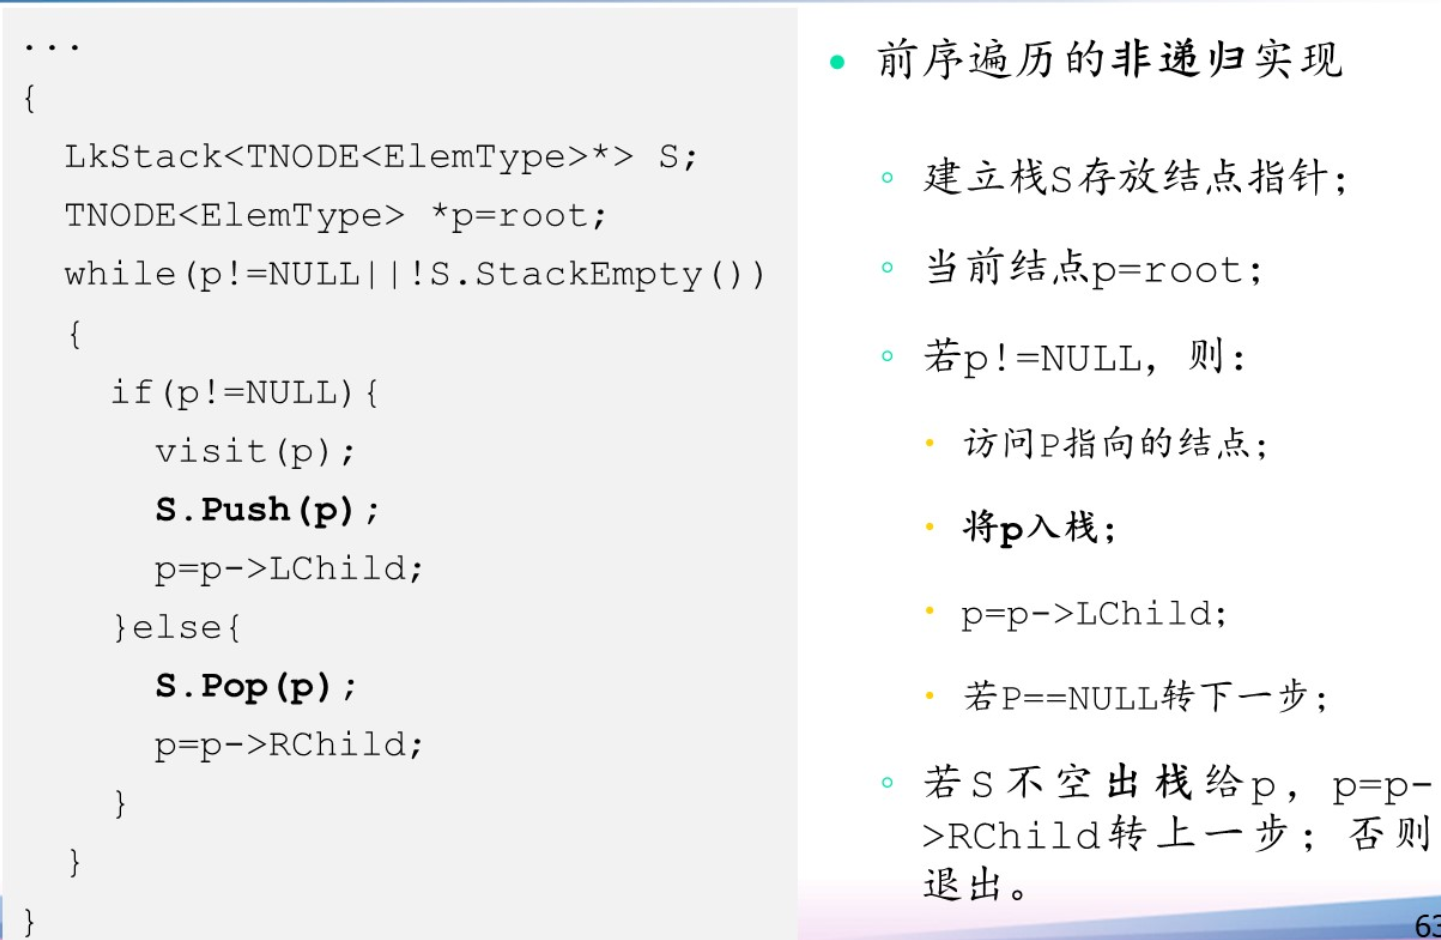 ...
{
LkStack<TNODE<ElemType>*> S;
TNODE<ElemType> *p=root;
while(p!=NULL||!S.StackEmpty())
{
if(p!=NULL){
visit(p);
S.Push(p);
p=p->LChild;
}else{
S.Pop(p);
p=p->RChild;
}
}
}
• 前序遍历的非递归实现
◦ 建立栈S存放结点指针;
◦ 当前结点p=root;
◦ 若p!=NULL, 则:
• 访问P指向的结点;
• 将p入栈;
• p=p->LChild;
• 若P==NULL转下一步;
◦ 若S不空出栈给p, p=p-
>RChild转上一步; 否则
退出。
63